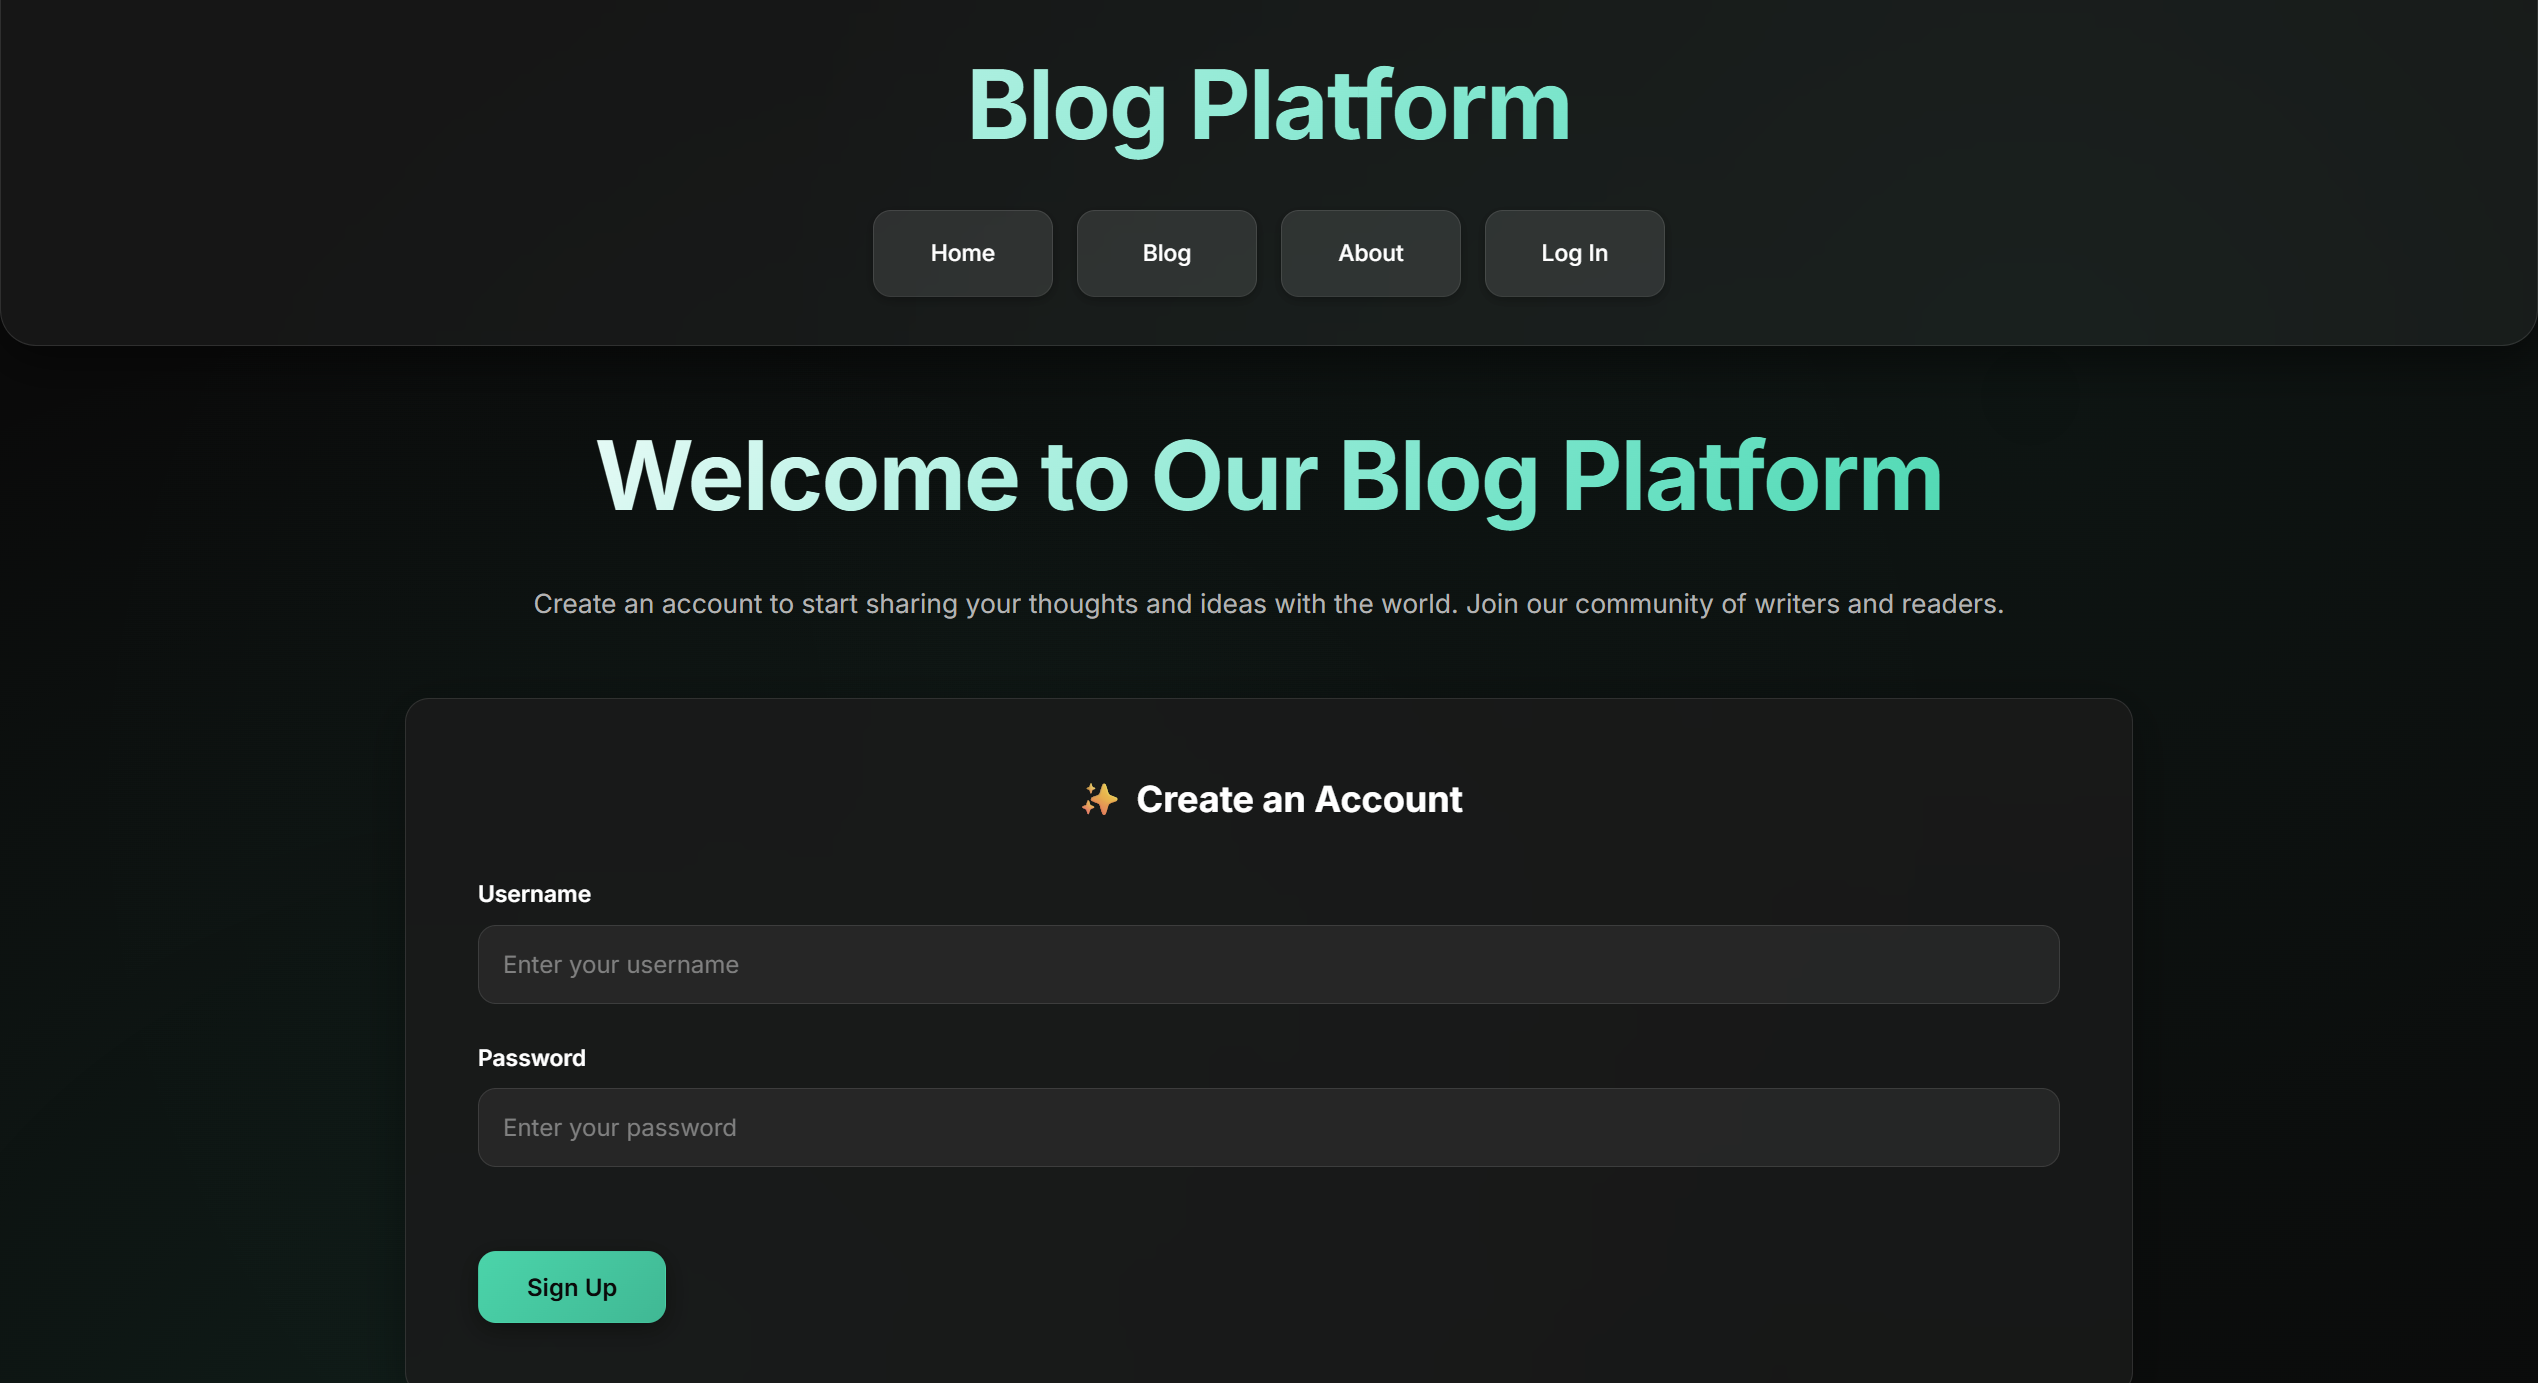 Blog Platform
Home
Blog
About
Log In
Welcome to Our Blog Platform
Create an account to start sharing your thoughts and ideas with the world. Join our community of writers and readers.
✨ Create an Account
Username
Enter your username
Password
Enter your password
Sign Up